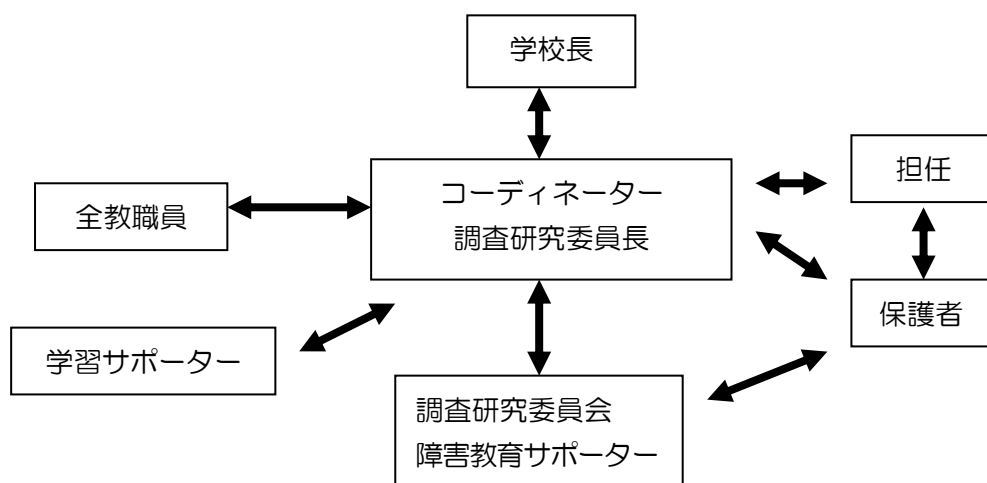 学校長
コーディネーター
調査研究委員長
担任
全教職員
保護者
学習サポーター
調査研究委員会
障害教育サポーター